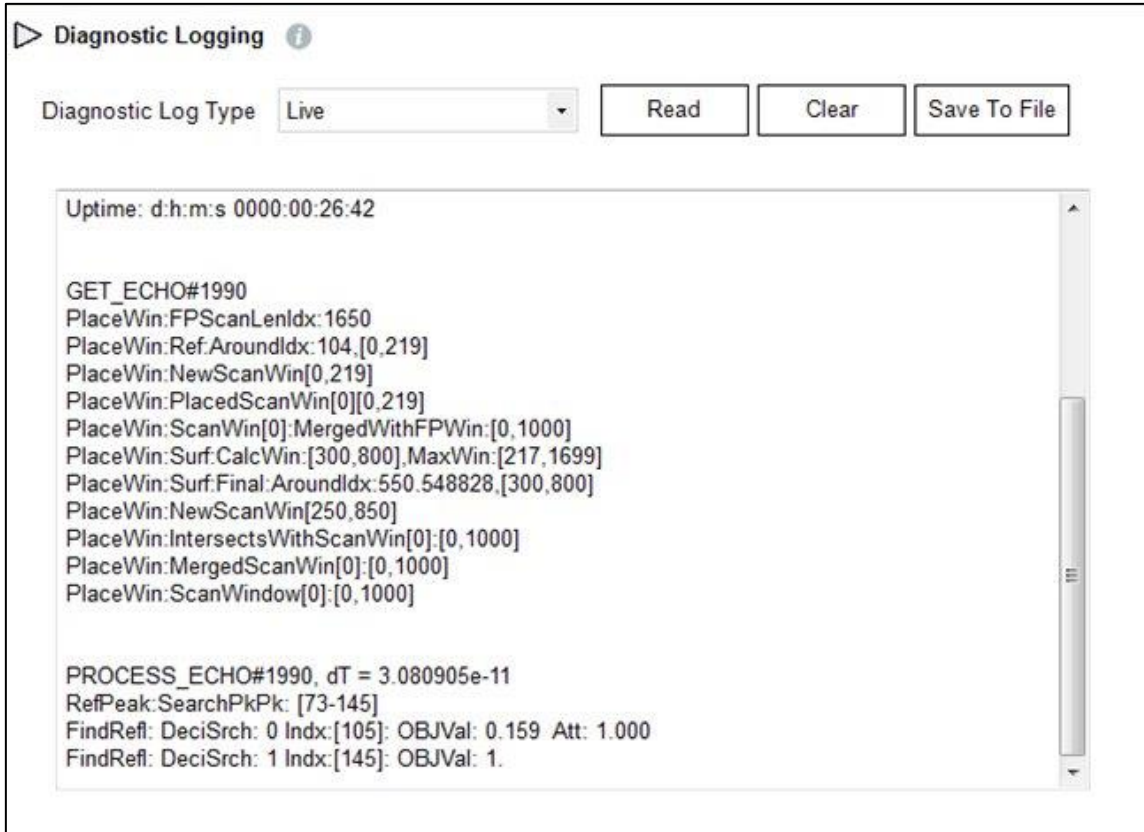 Diagnostic Logging
Diagnostic Log Type Live Read Clear Save To File
Uptime: d:h:m:s 0000:00:26:42
GET_ECHO#1990
PlaceWin:FPScanLenIdx:1650
PlaceWin:Ref:AroundIdx:104,[0,219]
PlaceWin:NewScanWin[0,219]
PlaceWin:PlacedScanWin[0][0,219]
PlaceWin:ScanWin[0]:MergedWithFPWin:[0,1000]
PlaceWin:Surf:CalcWin:[300,800],MaxWin:[217,1699]
PlaceWin:Surf:Final:AroundIdx:550.548828,[300,800]
PlaceWin:NewScanWin[250,850]
PlaceWin:IntersectsWithScanWin[0]:[0,1000]
PlaceWin:MergedScanWin[0]:[0,1000]
PlaceWin:ScanWindow[0]:[0,1000]
PROCESS_ECHO#1990, dT = 3.080905e-11
RefPeak:SearchPkPk: [73-145]
FindRefl: DeciSrch: 0 Indx:[105]: OBJVal: 0.159 Att: 1.000
FindRefl: DeciSrch: 1 Indx:[145]: OBJVal: 1.